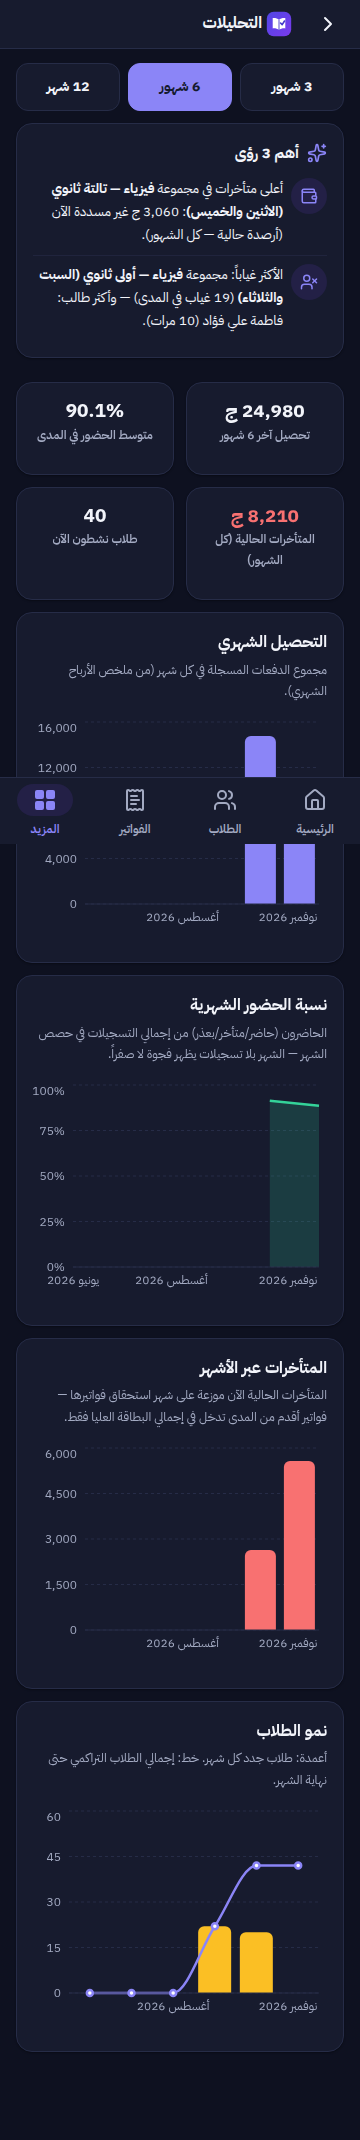 التحليلات
3 شهور
6 شهور
12 شهر
أهم 3 رؤى
أعلى متأخرات في مجموعة فيزياء — تالتة ثانوي
(الاثنين والخميس): 3,060 ج غير مسددة الآن
(أرصدة حالية — كل الشهور).
الأكثر غياباً: مجموعة فيزياء — أولى ثانوي (السبت
والثلاثاء) (19 غياب في المدى) — وأكثر طالب:
فاطمة علي فؤاد (10 مرات).
24,980 ج
تحصيل آخر 6 شهور
90.1%
متوسط الحضور في المدى
8,210 ج
المتأخرات الحالية (كل
الشهور)
40
طلاب نشطون الآن
التحصيل الشهري
مجموع الدفعات المسجلة في كل شهر (من ملخص الأرباح
الشهري).
16,000
12,000
الرئيسية
الطلاب
الفواتير
المزيد
4,000
0
أغسطس 2026
نوفمبر 2026
نسبة الحضور الشهرية
الحاضرون (حاضر/متأخر/بعذر) من إجمالي التسجيلات في حصص
الشهر — الشهر بلا تسجيلات يظهر فجوة لا صفراً.
100%
75%
50%
25%
0%
يونيو 2026
أغسطس 2026
نوفمبر 2026
المتأخرات عبر الأشهر
المتأخرات الحالية الآن موزعة على شهر استحقاق فواتيرها —
فواتير أقدم من المدى تدخل في إجمالي البطاقة العليا فقط.
6,000
4,500
3,000
1,500
0
أغسطس 2026
نوفمبر 2026
نمو الطلاب
أعمدة: طلاب جدد كل شهر. خط: إجمالي الطلاب التراكمي حتى
نهاية الشهر.
60
45
30
15
0
أغسطس 2026
نوفمبر 2026